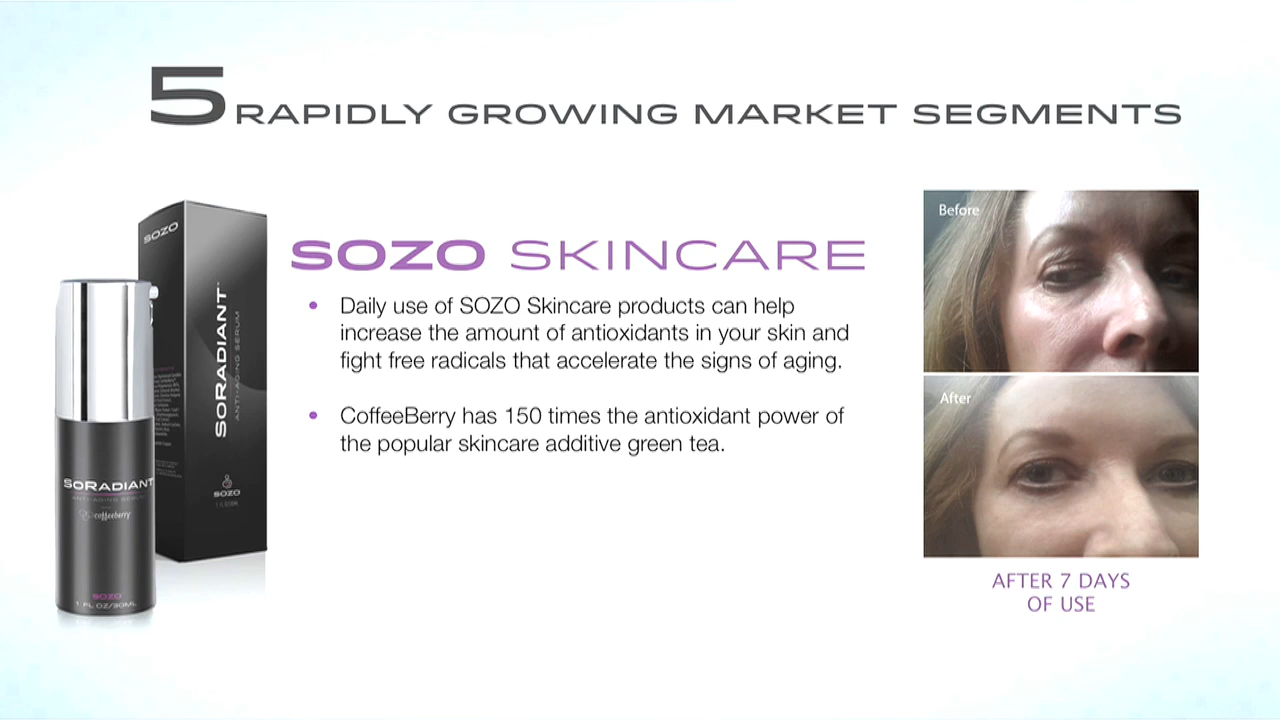 5 RAPIDLY GROWING MARKET SEGMENTS
SOZO
SORADIANT
ANTI-AGING SERUM
SOZO
SORADIANT
ANTI-AGING SERUM
coffeeberry
SOZO
1 FL OZ/30ML
SOZO SKINCARE
• Daily use of SOZO Skincare products can help
increase the amount of antioxidants in your skin and
fight free radicals that accelerate the signs of aging.
• CoffeeBerry has 150 times the antioxidant power of
the popular skincare additive green tea.
Before
After
AFTER 7 DAYS
OF USE